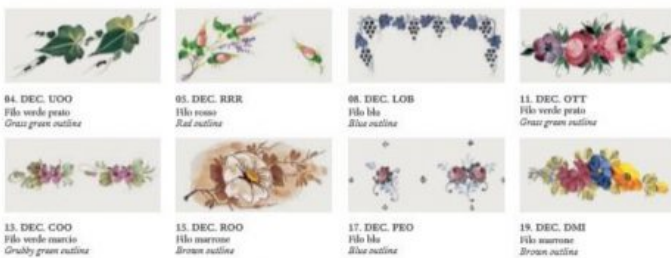 04. DEC. UOO
Filo verde prato
Grass green outline
05. DEC. RRR
Filo rosso
Red outline
08. DEC. LOB
Filo blu
Blue outline
11. DEC. OTT
Filo verde prato
Grass green outline
13. DEC. COO
Filo verde marcio
Grubby green outline
15. DEC. ROO
Filo marrone
Brown outline
17. DEC. PEO
Filo blu
Blue outline
19. DEC. DMI
Filo marrone
Brown outline